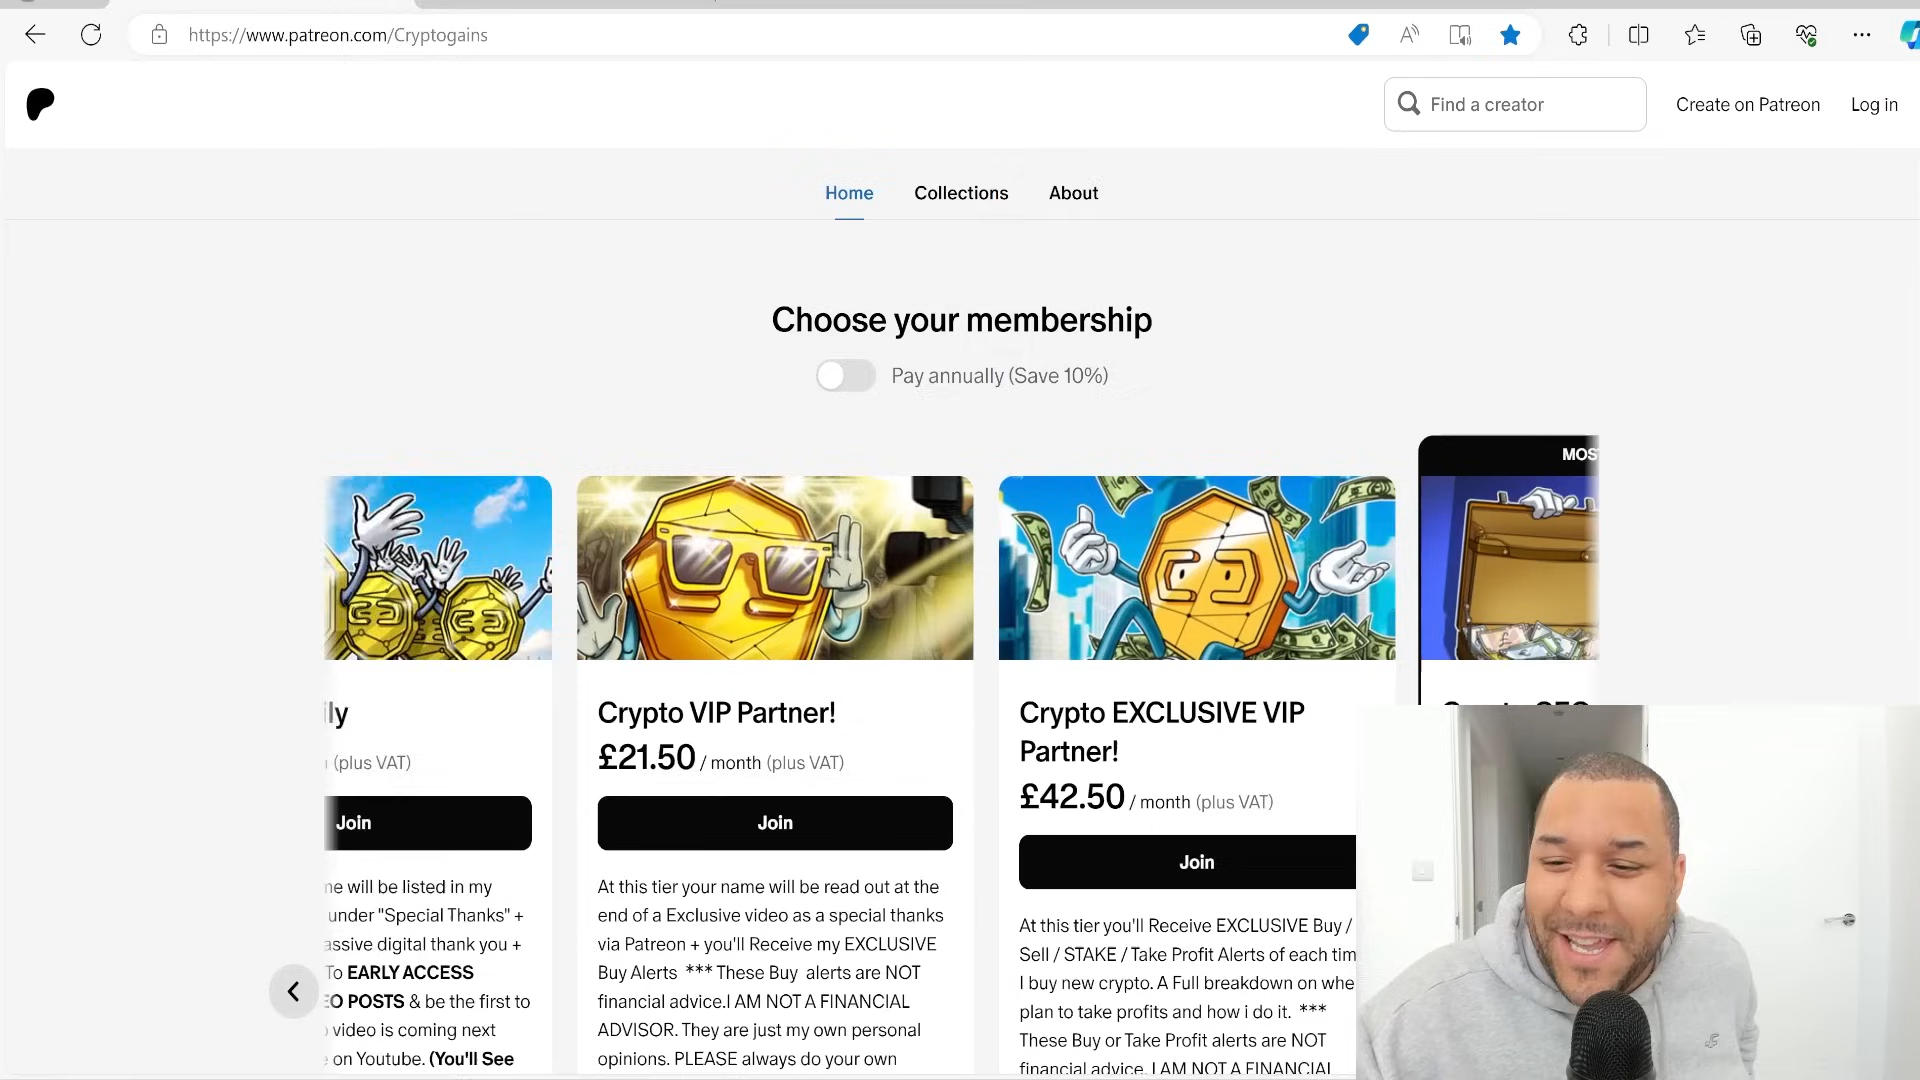 https://www.patreon.com/Cryptogains
Find a creator
Create on Patreon
Log in
Home
Collections
About
Choose your membership
Pay annually (Save 10%)
MOS
ily
(plus VAT)
Join
me will be listed in my
under "Special Thanks" +
assive digital thank you +
To EARLY ACCESS
EO POSTS & be the first to
video is coming next
on Youtube. (You'll See
Crypto VIP Partner!
£21.50 / month (plus VAT)
Join
At this tier your name will be read out at the
end of a Exclusive video as a special thanks
via Patreon + you'll Receive my EXCLUSIVE
Buy Alerts *** These Buy alerts are NOT
financial advice.I AM NOT A FINANCIAL
ADVISOR. They are just my own personal
opinions. PLEASE always do your own
Crypto EXCLUSIVE VIP
Partner!
£42.50 / month (plus VAT)
Join
At this tier you'll Receive EXCLUSIVE Buy /
Sell / STAKE / Take Profit Alerts of each tim
I buy new crypto. A Full breakdown on whe
plan to take profits and how i do it. ***
These Buy or Take Profit alerts are NOT
financial advice. I AM NOT A FINANCIAL